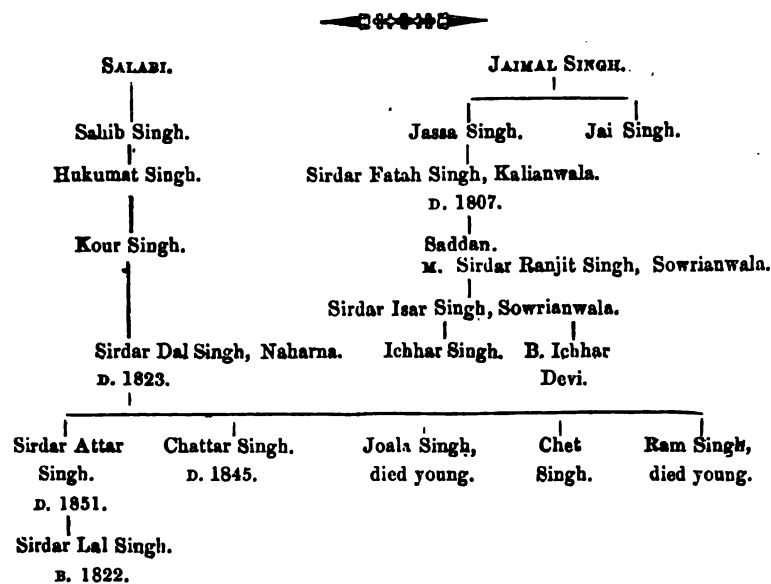 SALABI. JAIMAL SINGH.
Sahib Singh. Jassa Singh. Jai Singh.
Hukumat Singh. Sirdar Fatah Singh, Kalianwala.
D. 1807.
Kour Singh. Saddan.
M. Sirdar Ranjit Singh, Sowrianwala.
Sirdar Isar Singh, Sowrianwala.
Sirdar Dal Singh, Naharna. Ichhar Singh. B. Ichhar
D. 1823. Devi.
Sirdar Attar Chattar Singh. Joala Singh, Chet Ram Singh,
Singh. D. 1845. died young. Singh. died young.
D. 1851.
Sirdar Lal Singh.
B. 1822.